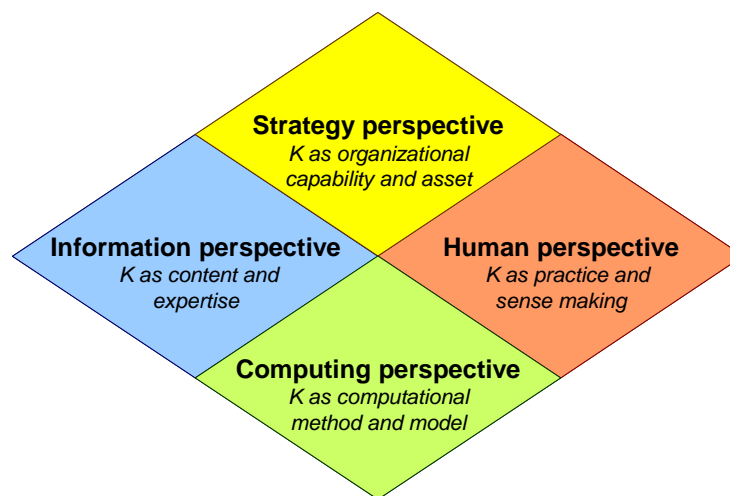 Strategy perspective
K as organizational
capability and asset
Information perspective
K as content and
expertise
Human perspective
K as practice and
sense making
Computing perspective
K as computational
method and model